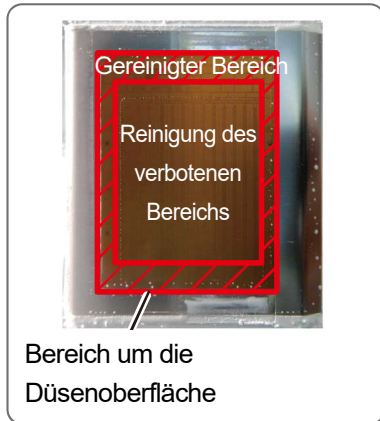 Gereinigter Bereich
Reinigung des
verbotenen
Bereichs
Bereich um die
Düsenoberfläche